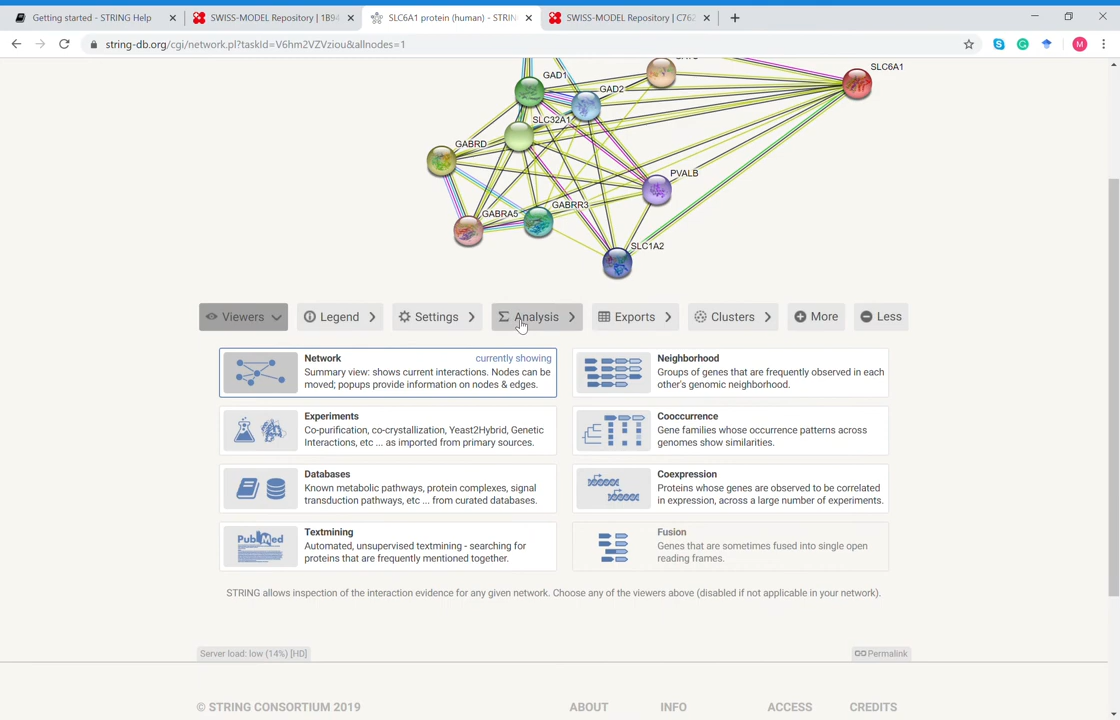 Getting started - STRING Help
SWISS-MODEL Repository | 1B94
SLC6A1 protein (human) - STRIN
SWISS-MODEL Repository | C762
string-db.org/cgi/network.pl?taskId=V6hm2VZVziou&allnodes=1
M
GAD1
SLC6A1
GAD2
SLC32A1
GABRD
PVALB
GABRR3
GABRA5
SLC1A2
Viewers
Legend
Settings
Analysis
Exports
Clusters
More
Less
Network
currently showing
Summary view: shows current interactions. Nodes can be
moved; popups provide information on nodes & edges.
Neighborhood
Groups of genes that are frequently observed in each
other's genomic neighborhood.
Experiments
Co-purification, co-crystallization, Yeast2Hybrid, Genetic
Interactions, etc ... as imported from primary sources.
Cooccurrence
Gene families whose occurrence patterns across
genomes show similarities.
Databases
Known metabolic pathways, protein complexes, signal
transduction pathways, etc ... from curated databases.
Coexpression
Proteins whose genes are observed to be correlated
in expression, across a large number of experiments.
PubMed
Textmining
Automated, unsupervised textmining - searching for
proteins that are frequently mentioned together.
Fusion
Genes that are sometimes fused into single open
reading frames.
STRING allows inspection of the interaction evidence for any given network. Choose any of the viewers above (disabled if not applicable in your network).
Server load: low (14%) [HD]
Permalink
© STRING CONSORTIUM 2019
ABOUT
INFO
ACCESS
CREDITS